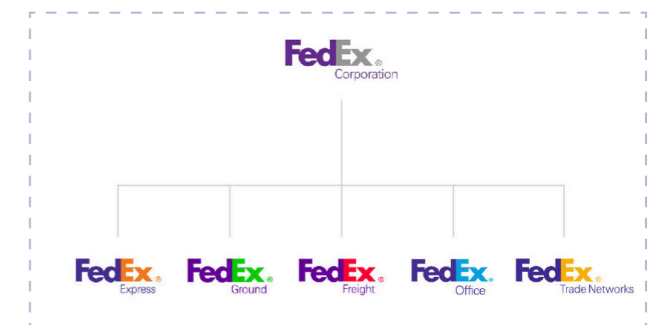 FedEx®
Corporation
FedEx®
Express
FedEx®
Ground
FedEx®
Freight
FedEx®
Office
FedEx®
Trade Networks